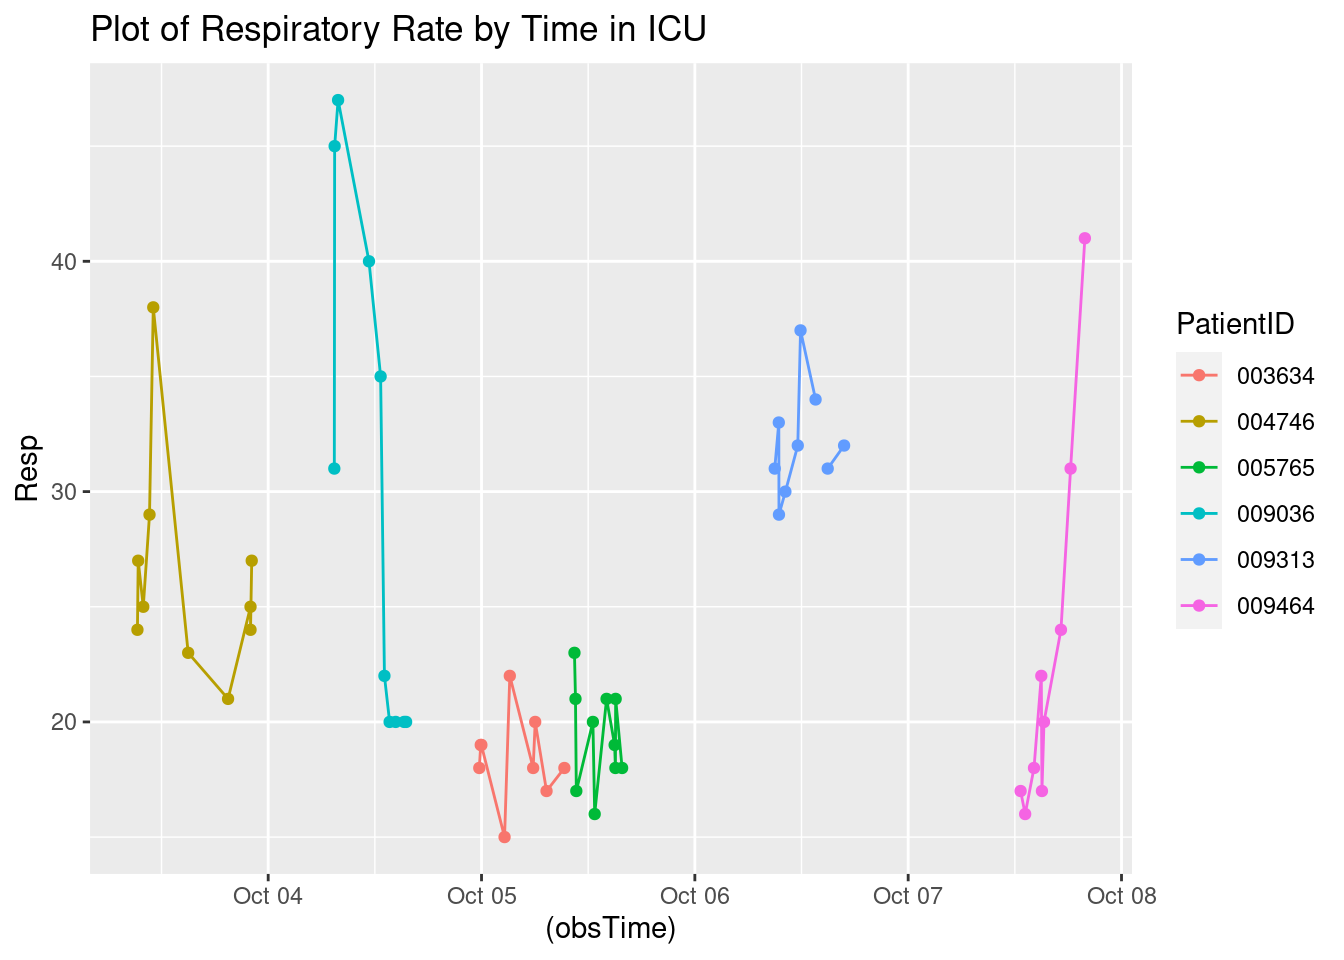 Plot of Respiratory Rate by Time in ICU
Resp
40
30
20
Oct 04
Oct 05
Oct 06
Oct 07
Oct 08
(obsTime)
PatientID
003634
004746
005765
009036
009313
009464